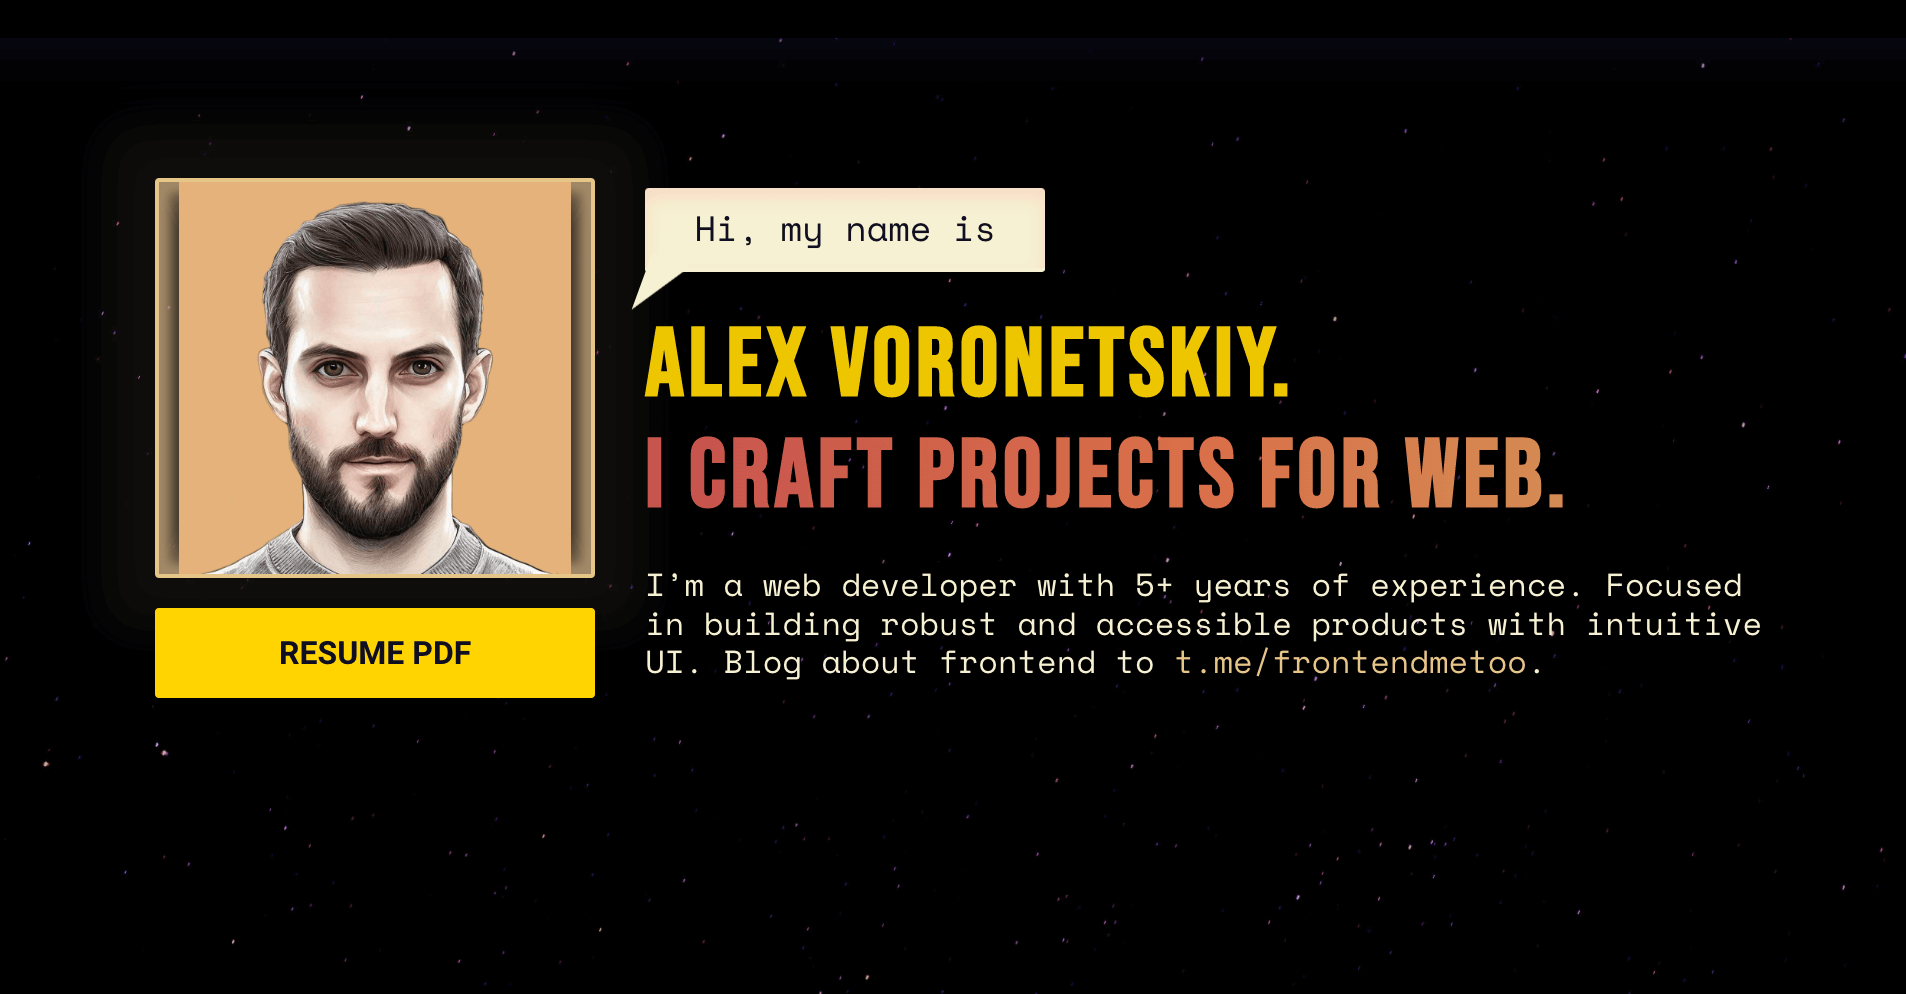 Hi, my name is
ALEX VORONETSKIY.
I CRAFT PROJECTS FOR WEB.
I’m a web developer with 5+ years of experience. Focused
in building robust and accessible products with intuitive
UI. Blog about frontend to t.me/frontendmetoo.
RESUME PDF